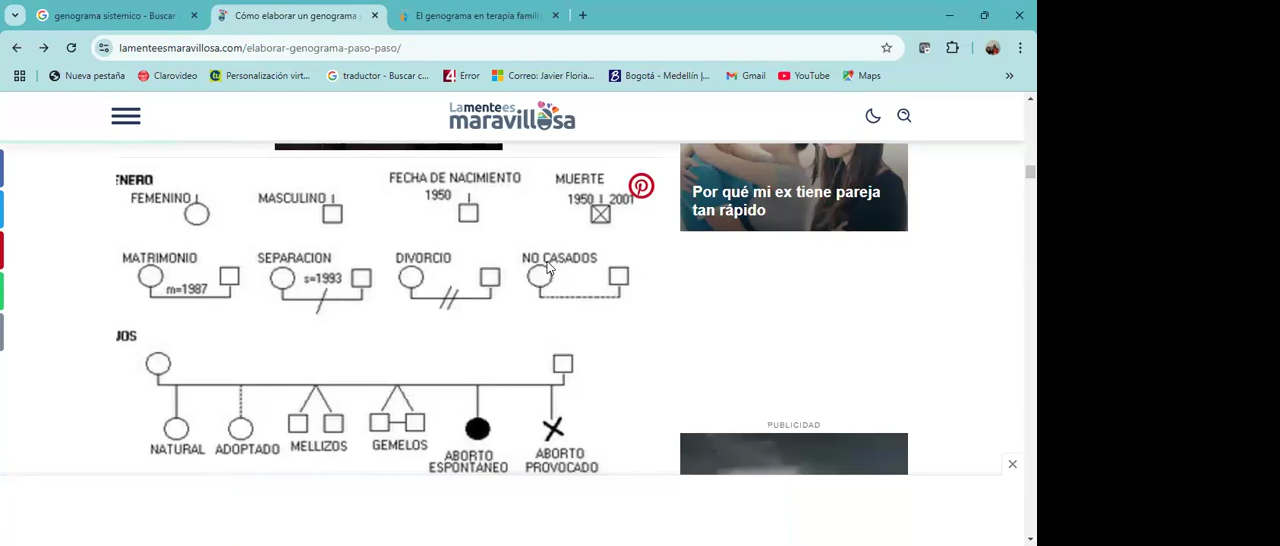 genograma sistemico - Buscar
Cómo elaborar un genograma
El genograma en terapia famili
lamenteesmaravillosa.com/elaborar-genograma-paso-paso/
Nueva pestaña
Clarovideo
Personalización virt...
traductor - Buscar c...
Error
Correo: Javier Floria...
Bogotá - Medellín |...
Gmail
YouTube
Maps
La mente es
maravillosa
Por qué mi ex tiene pareja
tan rápido
ENERO
FEMENINO
MASCULINO
FECHA DE NACIMIENTO
1950
MUERTE
1950 2001
MATRIMONIO
m=1987
SEPARACION
s=1993
DIVORCIO
NO CASADOS
JOS
NATURAL
ADOPTADO
MELLIZOS
GEMELOS
ABORTO
ESPONTANEO
ABORTO
PROVOCADO
PUBLICIDAD